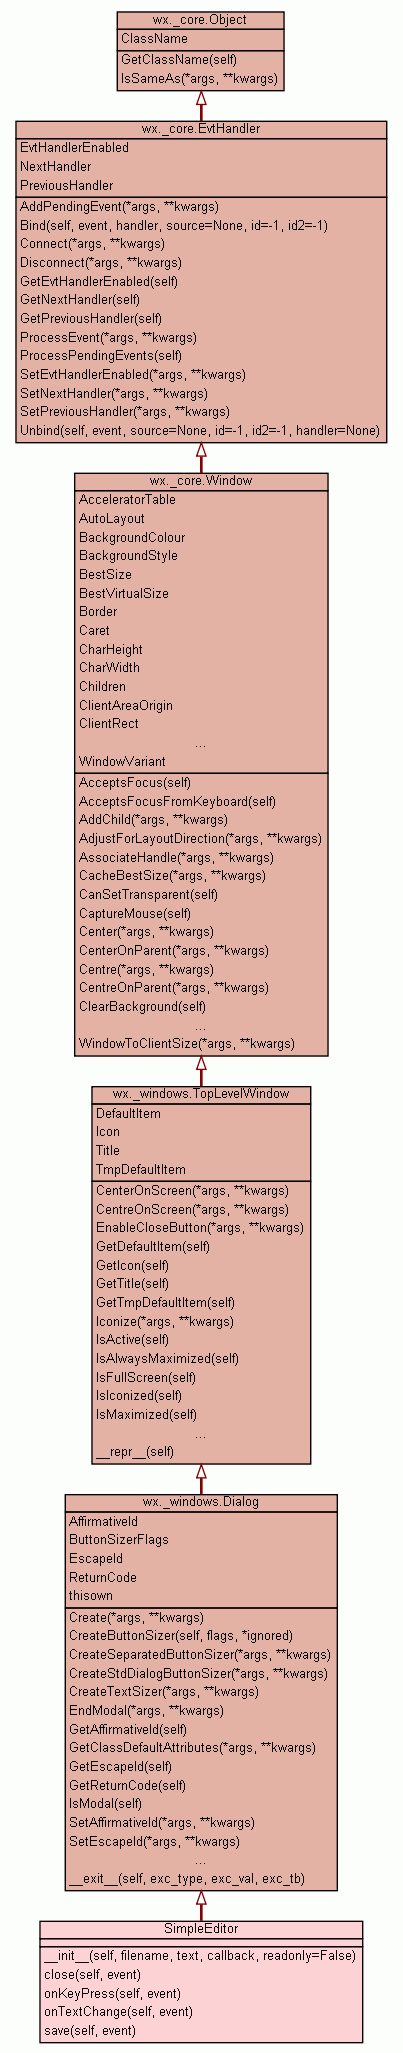 wx._core.Object
ClassName
GetClassName(self)
IsSameAs(*args, **kwargs)
wx._core.EvtHandler
EvtHandlerEnabled
NextHandler
PreviousHandler
AddPendingEvent(*args, **kwargs)
Bind(self, event, handler, source=None, id=-1, id2=-1)
Connect(*args, **kwargs)
Disconnect(*args, **kwargs)
GetEvtHandlerEnabled(self)
GetNextHandler(self)
GetPreviousHandler(self)
ProcessEvent(*args, **kwargs)
ProcessPendingEvents(self)
SetEvtHandlerEnabled(*args, **kwargs)
SetNextHandler(*args, **kwargs)
SetPreviousHandler(*args, **kwargs)
Unbind(self, event, source=None, id=-1, id2=-1, handler=None)
wx._core.Window
AcceleratorTable
AutoLayout
BackgroundColour
BackgroundStyle
BestSize
BestVirtualSize
Border
Caret
CharHeight
CharWidth
Children
ClientAreaOrigin
ClientRect
...
WindowVariant
AcceptsFocus(self)
AcceptsFocusFromKeyboard(self)
AddChild(*args, **kwargs)
AdjustForLayoutDirection(*args, **kwargs)
AssociateHandle(*args, **kwargs)
CacheBestSize(*args, **kwargs)
CanSetTransparent(self)
CaptureMouse(self)
Center(*args, **kwargs)
CenterOnParent(*args, **kwargs)
Centre(*args, **kwargs)
CentreOnParent(*args, **kwargs)
ClearBackground(self)
...
WindowToClientSize(*args, **kwargs)
wx._windows.TopLevelWindow
DefaultItem
Icon
Title
TmpDefaultItem
CenterOnScreen(*args, **kwargs)
CentreOnScreen(*args, **kwargs)
EnableCloseButton(*args, **kwargs)
GetDefaultItem(self)
GetIcon(self)
GetTitle(self)
GetTmpDefaultItem(self)
Iconize(*args, **kwargs)
IsActive(self)
IsAlwaysMaximized(self)
IsFullScreen(self)
IsIconized(self)
IsMaximized(self)
...
__repr__(self)
wx._windows.Dialog
AffirmativeId
ButtonSizerFlags
EscapeId
ReturnCode
thisown
Create(*args, **kwargs)
CreateButtonSizer(self, flags, *ignored)
CreateSeparatedButtonSizer(*args, **kwargs)
CreateStdDialogButtonSizer(*args, **kwargs)
CreateTextSizer(*args, **kwargs)
EndModal(*args, **kwargs)
GetAffirmativeId(self)
GetClassDefaultAttributes(*args, **kwargs)
GetEscapeId(self)
GetReturnCode(self)
IsModal(self)
SetAffirmativeId(*args, **kwargs)
SetEscapeId(*args, **kwargs)
...
__exit__(self, exc_type, exc_val, exc_tb)
SimpleEditor
__init__(self, filename, text, callback, readonly=False)
close(self, event)
onKeyPress(self, event)
onTextChange(self, event)
save(self, event)